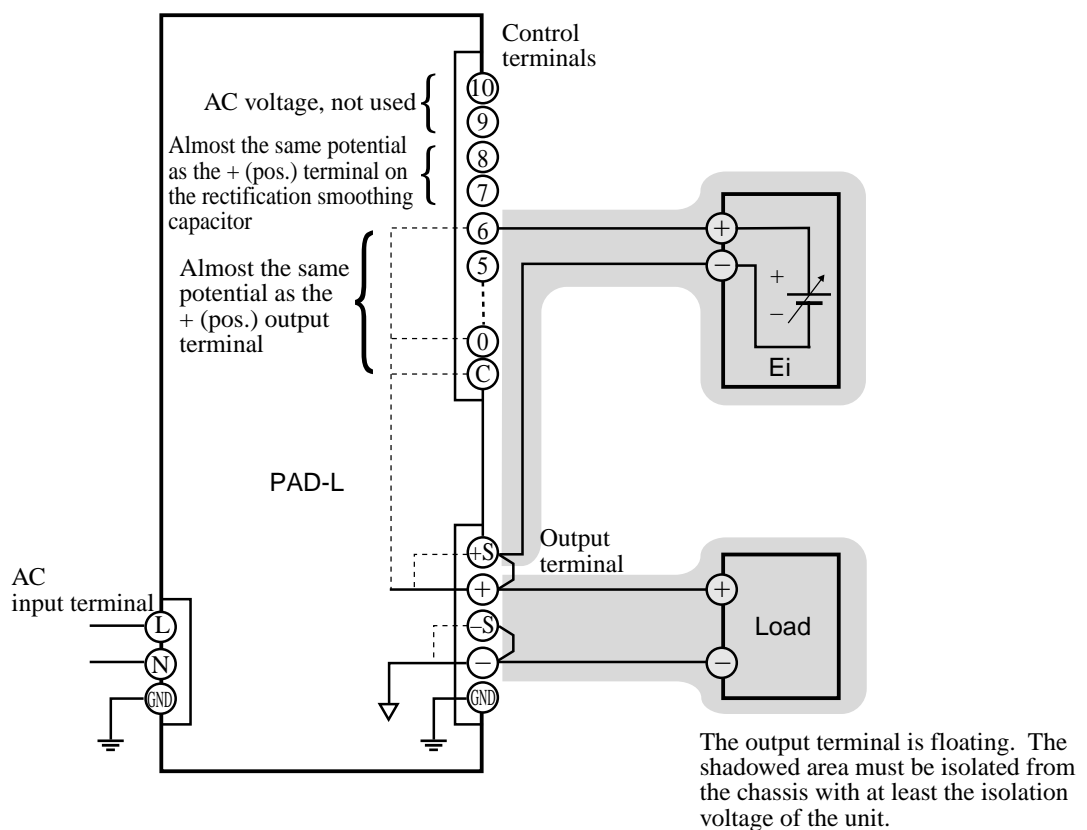 Control
terminals
10
AC voltage, not used
9
Almost the same potential
as the + (pos.) terminal on
the rectification smoothing
capacitor
8
7
6
5
Almost the same
potential as the
+ (pos.) output
terminal
0
C
+
−
+
−
Ei
PAD-L
+S
Output
terminal
+
–S
−
GND
AC
input terminal
L
N
GND
+
Load
−
The output terminal is floating. The
shadowed area must be isolated from
the chassis with at least the isolation
voltage of the unit.